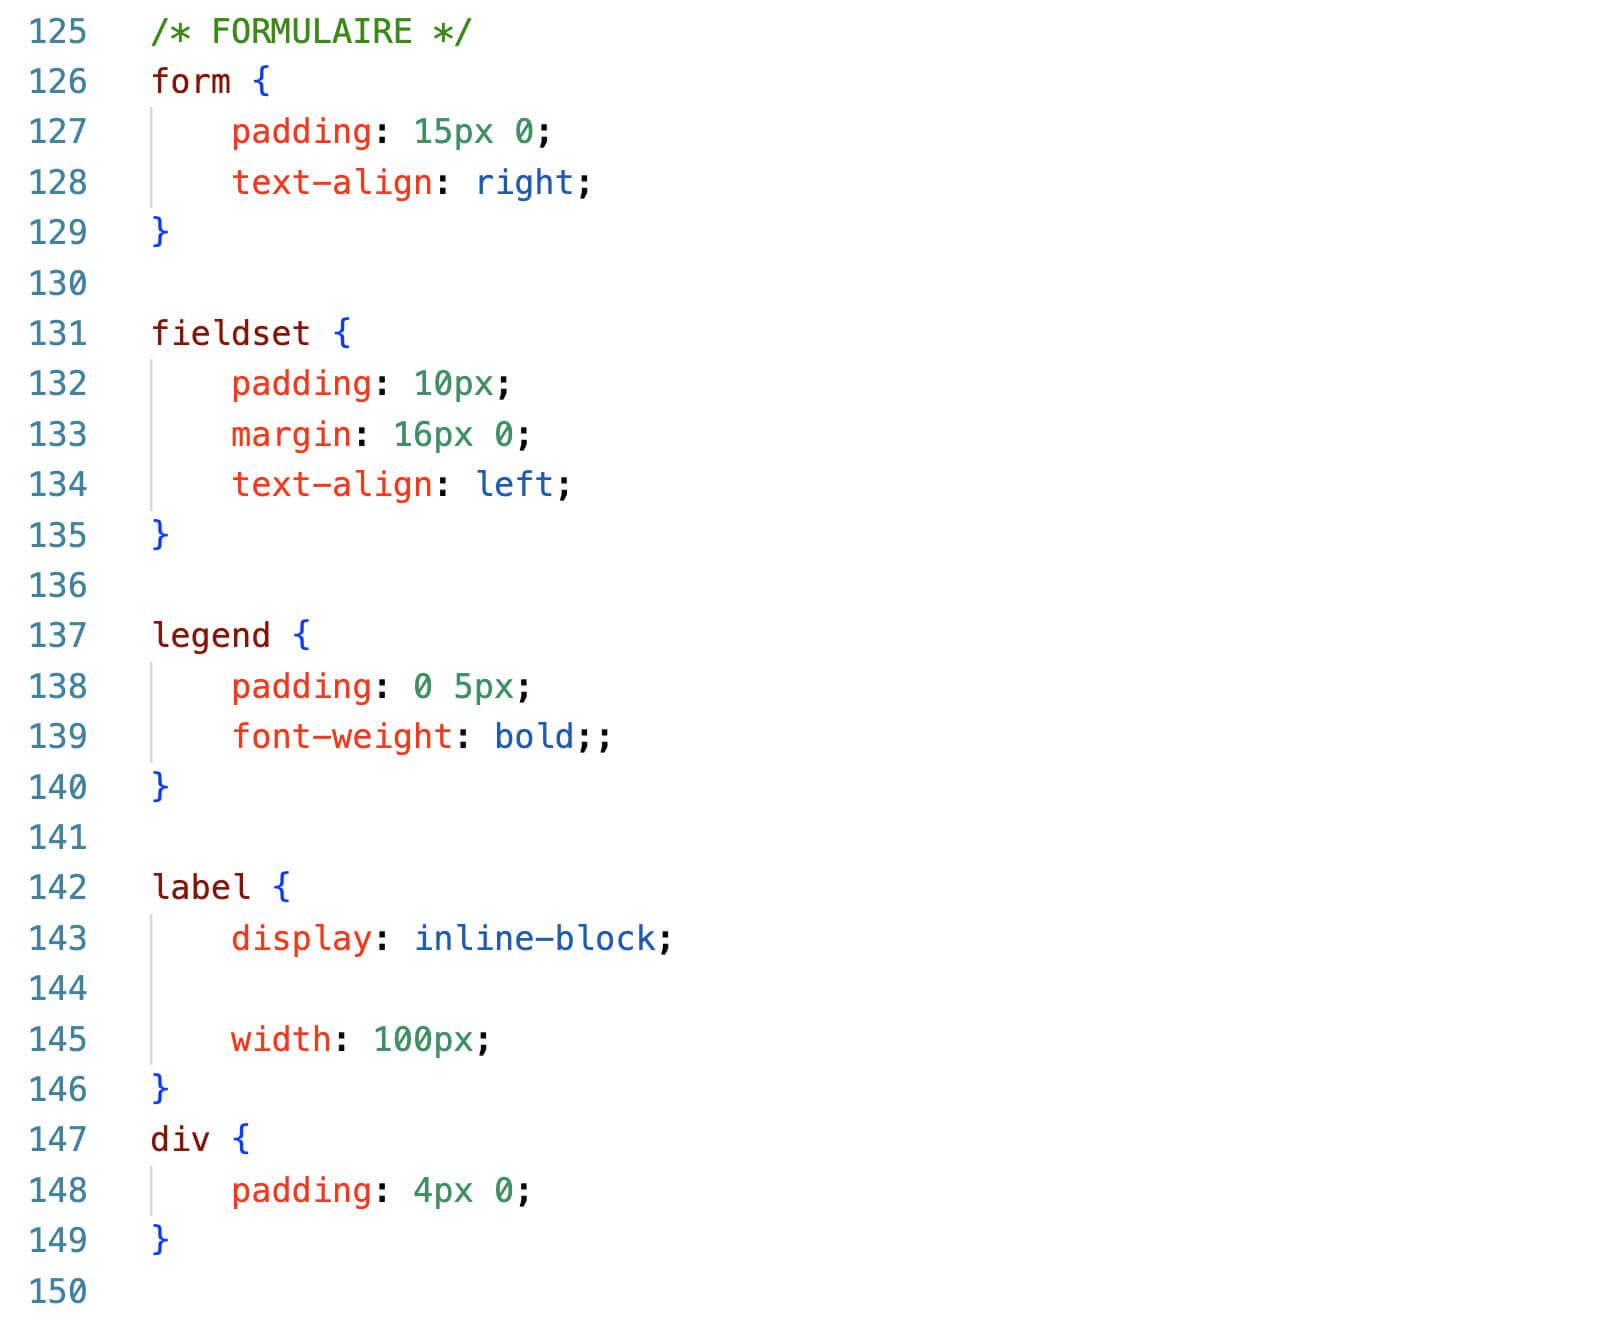 125 /* FORMULAIRE */
126 form {
127     padding: 15px 0;
128     text-align: right;
129 }
130
131 fieldset {
132     padding: 10px;
133     margin: 16px 0;
134     text-align: left;
135 }
136
137 legend {
138     padding: 0 5px;
139     font-weight: bold;;
140 }
141
142 label {
143     display: inline-block;
144
145     width: 100px;
146 }
147 div {
148     padding: 4px 0;
149 }
150